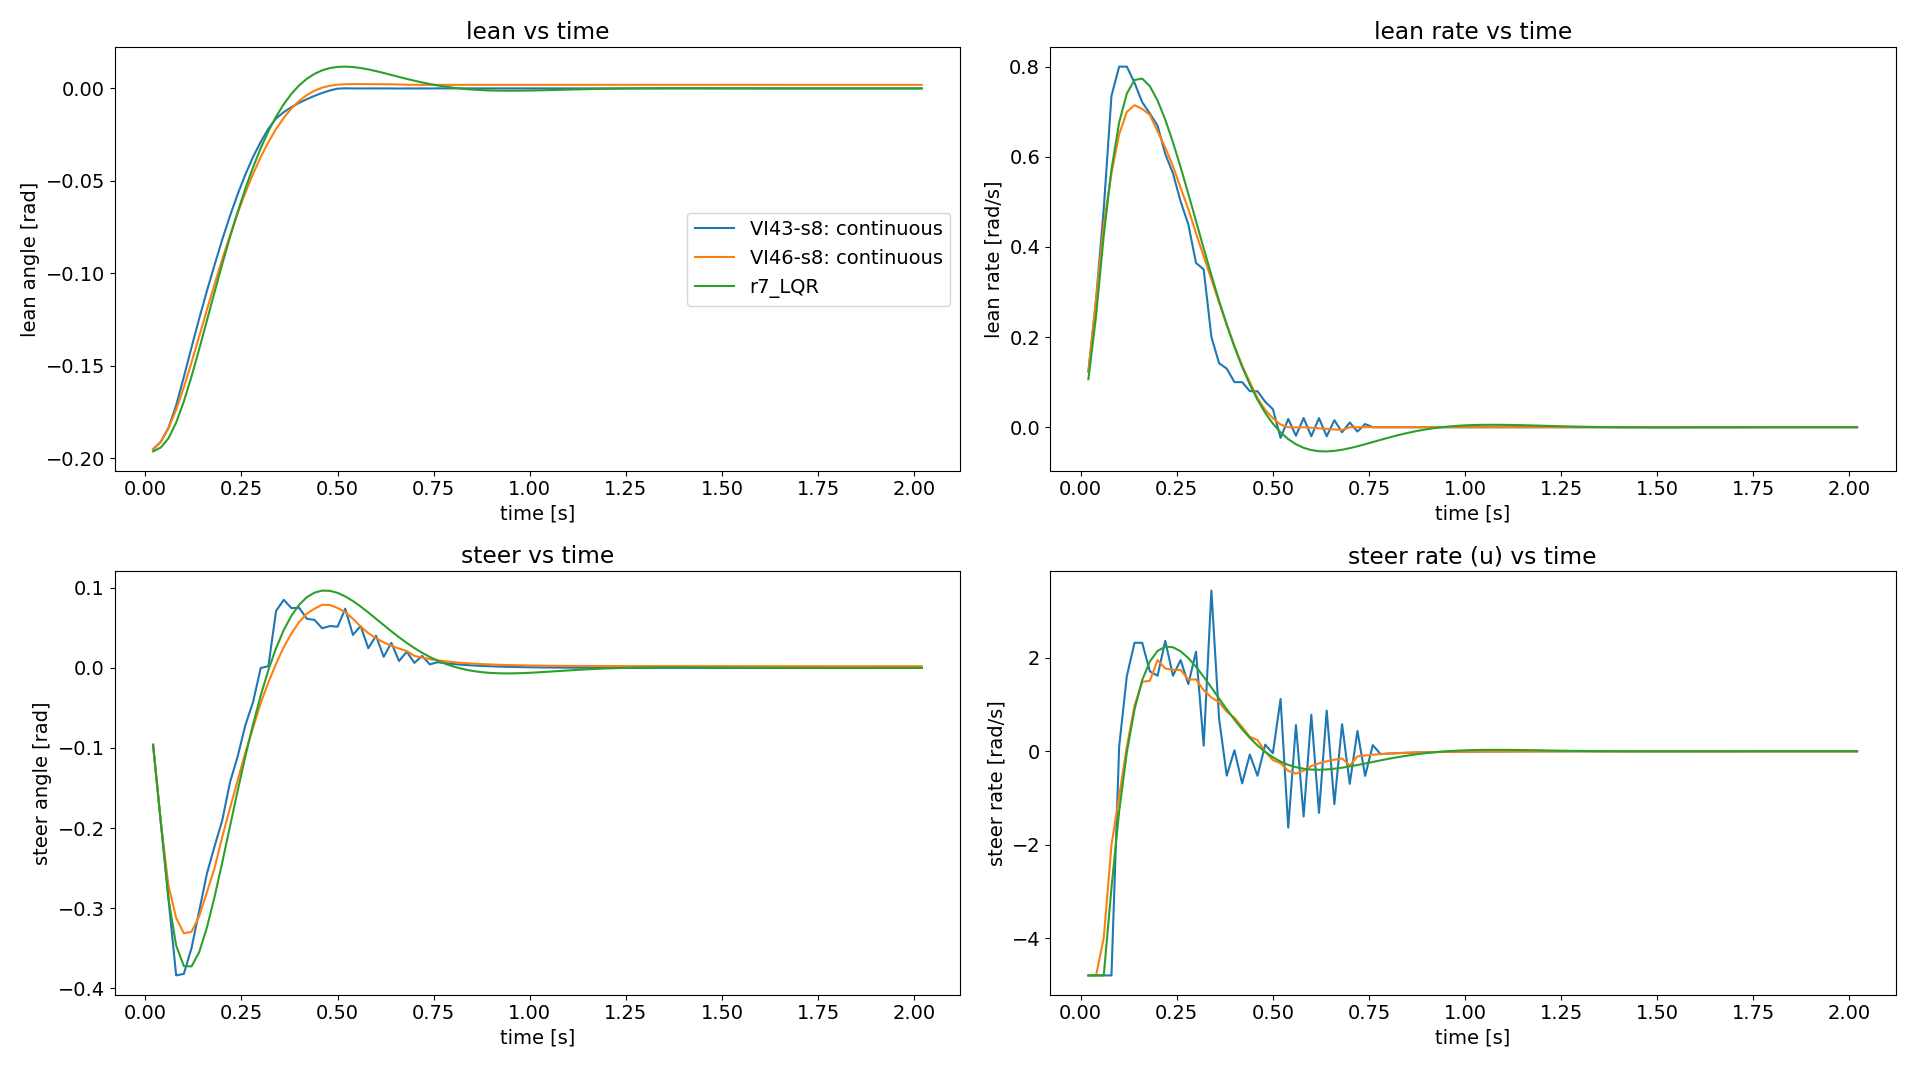 lean vs time
lean angle [rad]
0.00
−0.05
−0.10
−0.15
−0.20
VI43-s8: continuous
VI46-s8: continuous
r7_LQR
0.00 0.25 0.50 0.75 1.00 1.25 1.50 1.75 2.00
time [s]
lean rate vs time
lean rate [rad/s]
0.8
0.6
0.4
0.2
0.0
0.00 0.25 0.50 0.75 1.00 1.25 1.50 1.75 2.00
time [s]
steer vs time
steer angle [rad]
0.1
0.0
−0.1
−0.2
−0.3
−0.4
0.00 0.25 0.50 0.75 1.00 1.25 1.50 1.75 2.00
time [s]
steer rate (u) vs time
steer rate [rad/s]
2
0
−2
−4
0.00 0.25 0.50 0.75 1.00 1.25 1.50 1.75 2.00
time [s]